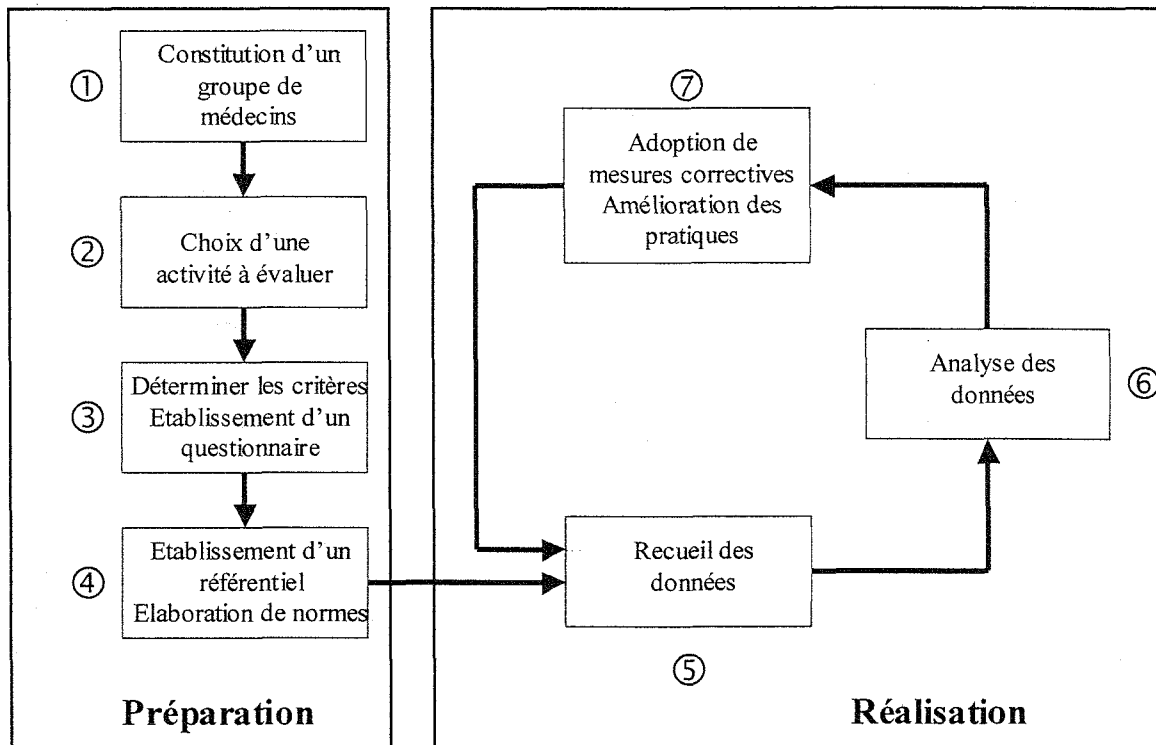 ①
Constitution d'un
groupe de
médecins
②
Choix d'une
activité à évaluer
③
Déterminer les critères
Etablissement d'un
questionnaire
④
Etablissement d'un
référentiel
Elaboration de normes
Préparation
⑦
Adoption de
mesures correctives
Amélioration des
pratiques
Analyse des
données
⑥
Recueil des
données
⑤
Réalisation